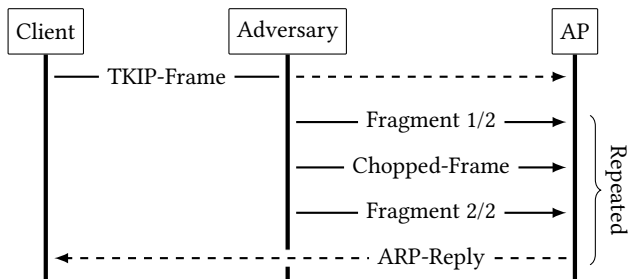 Client
Adversary
AP
TKIP-Frame
Fragment 1/2
Chopped-Frame
Fragment 2/2
Repeated
ARP-Reply